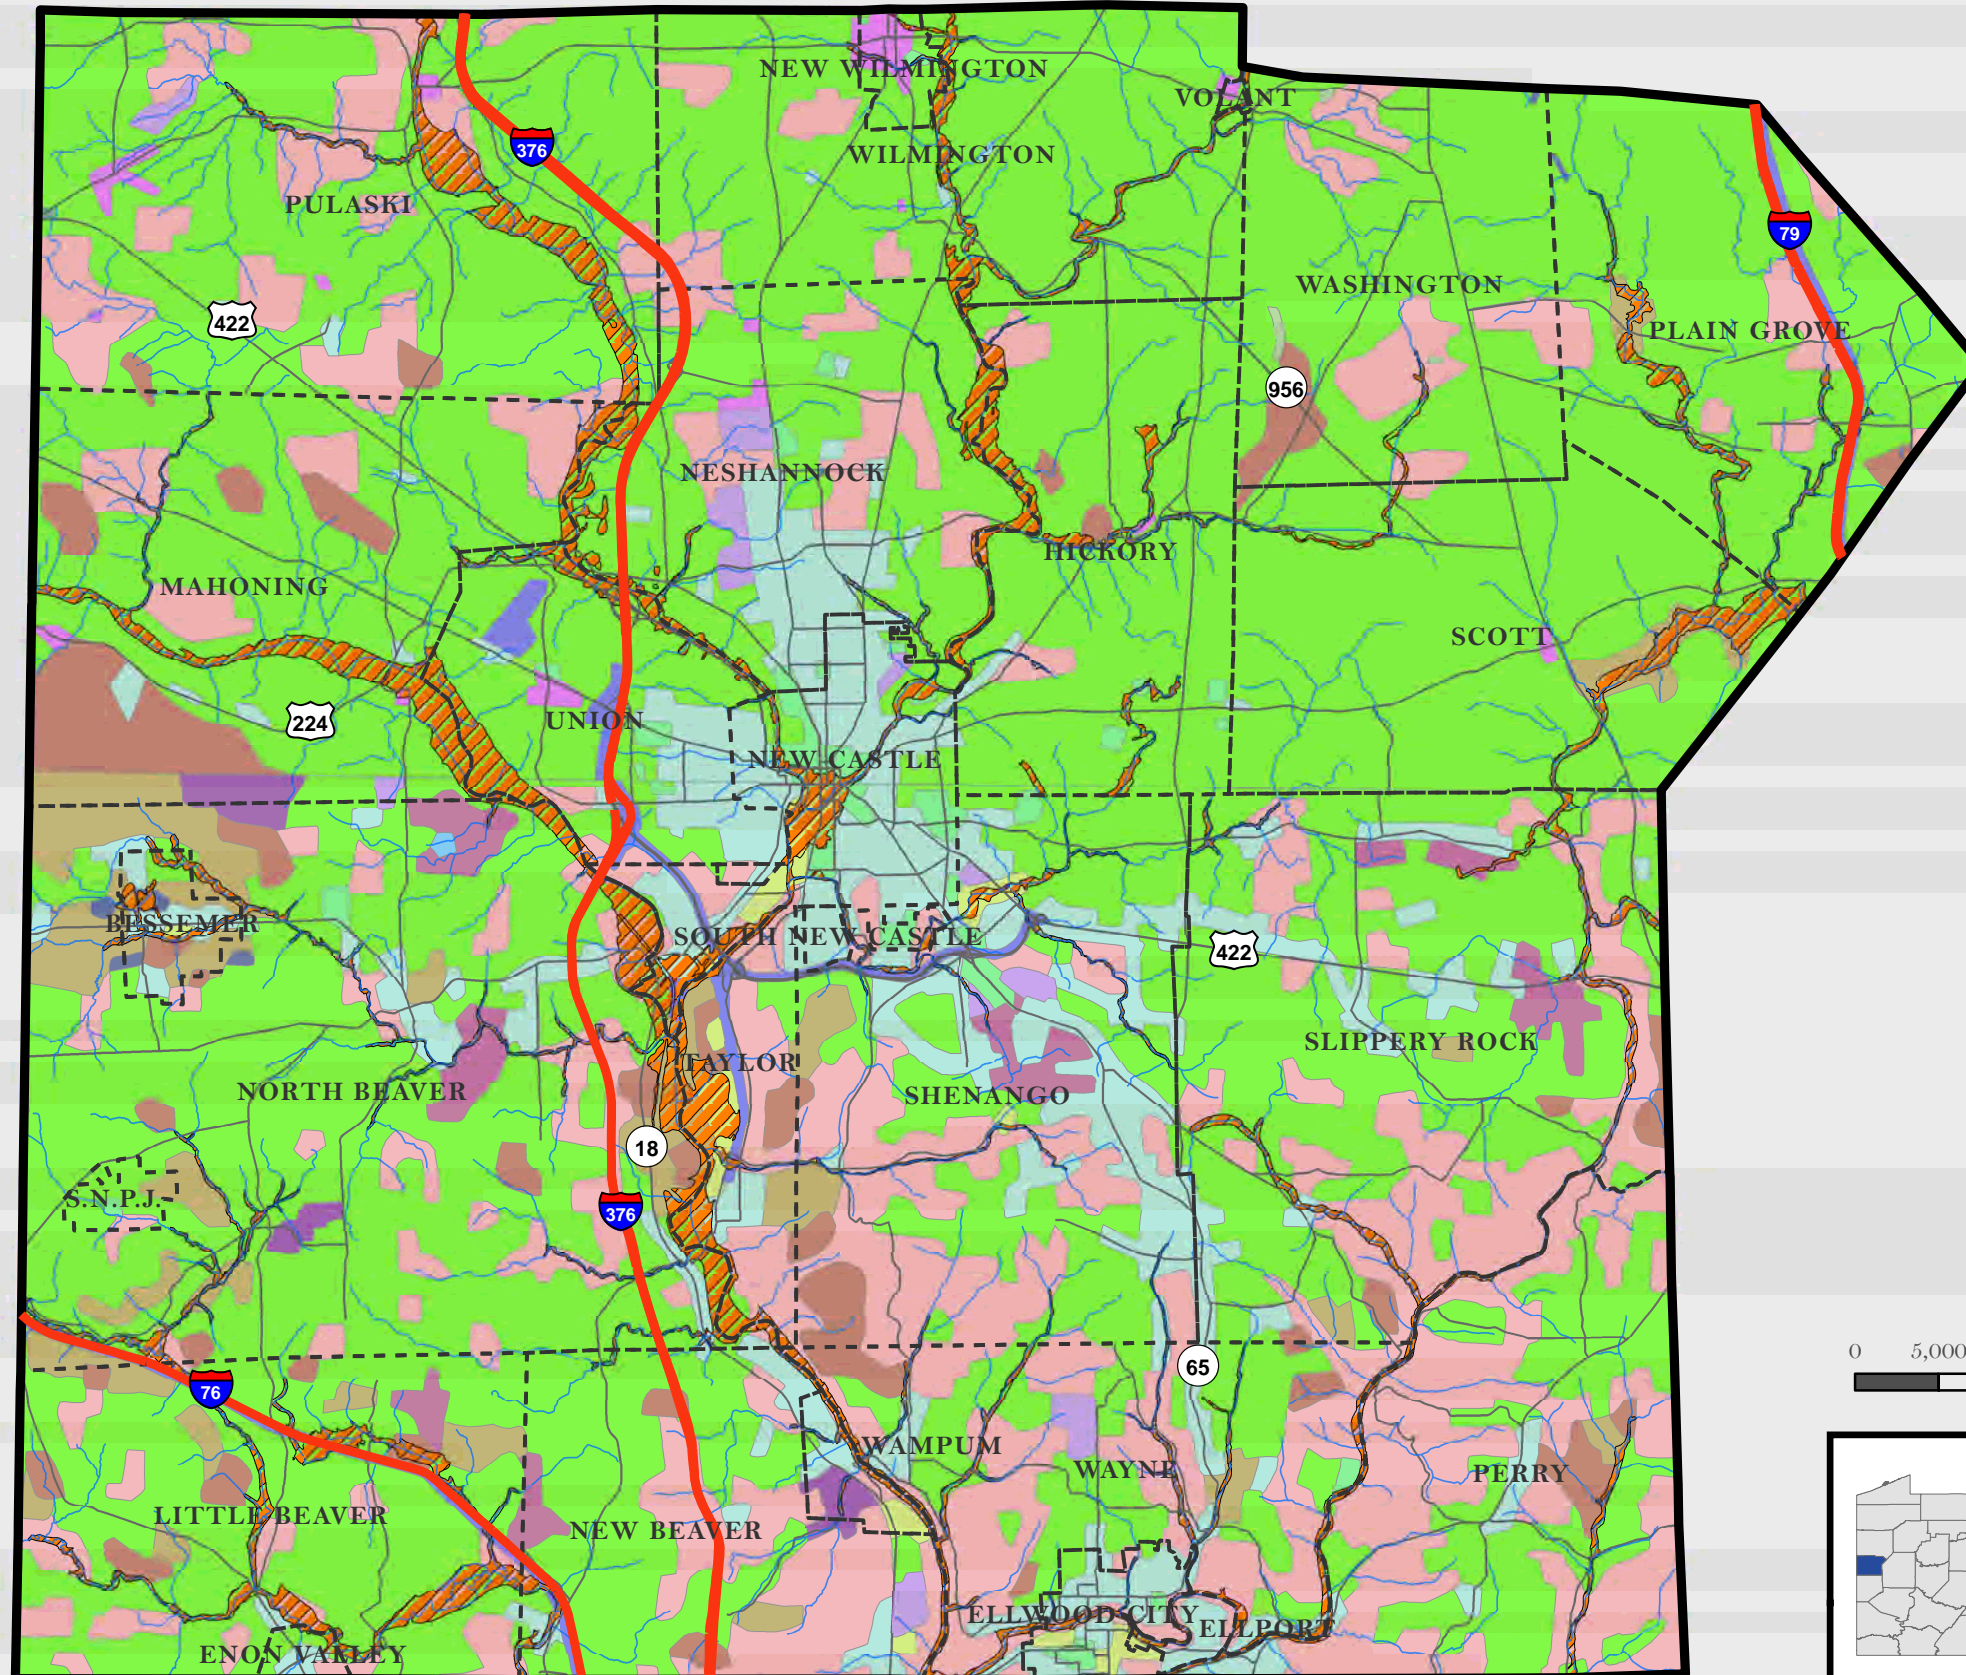 NEW WILMINGTON
VOLANT
376
WILMINGTON
PULASKI
79
WASHINGTON
422
PLAIN GROVE
956
NESHANNOCK
HICKORY
MAHONING
SCOTT
224
UNION
NEW CASTLE
BESSEMER
SOUTH NEW CASTLE
422
SLIPPERY ROCK
TAYLOR
NORTH BEAVER
SHENANGO
18
S.N.P.J.
376
0 5,000
65
76
WAMPUM
WAYNE
PERRY
LITTLE BEAVER
NEW BEAVER
ELLWOOD CITY
ELLPORT
ENON VALLEY